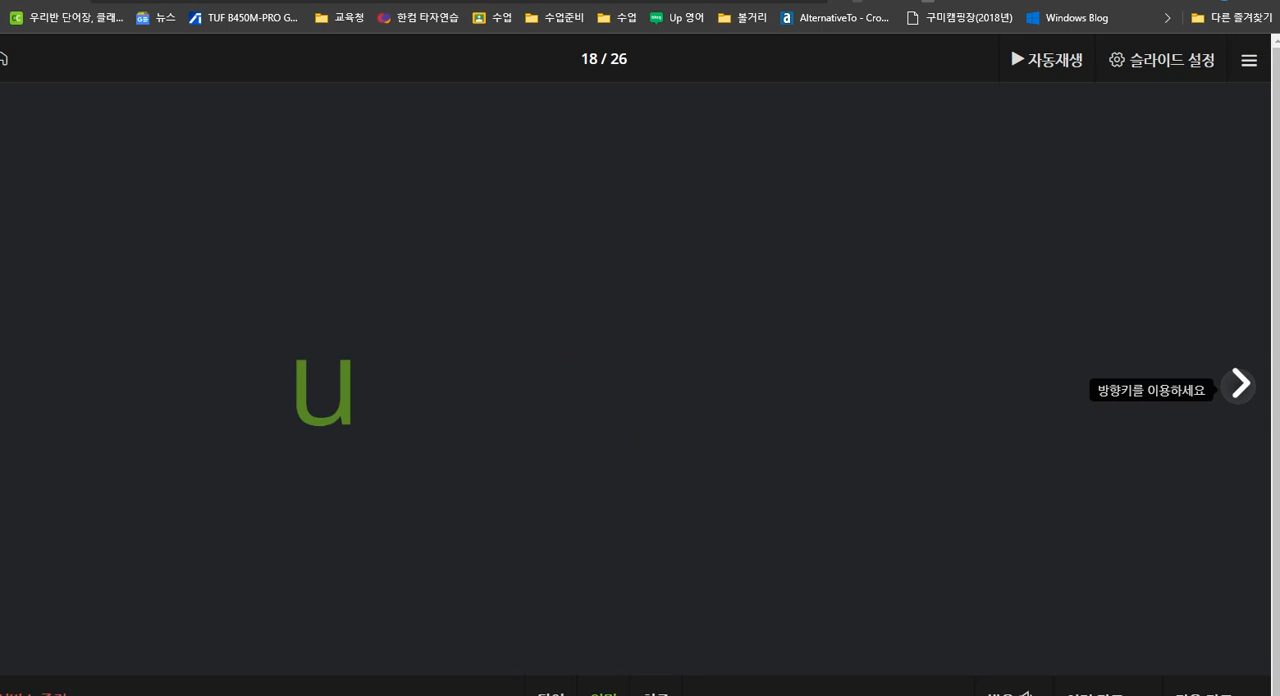 우리반 단어장, 클래... 뉴스 TUF B450M-PRO G... 교육청 한컴 타자연습 수업 수업준비 수업 Up 영어 볼거리 AlternativeTo - Cro... 구미캠핑장(2018년) Windows Blog 다른 즐겨찾기
18 / 26 자동재생 슬라이드 설정
u
방향키를 이용하세요